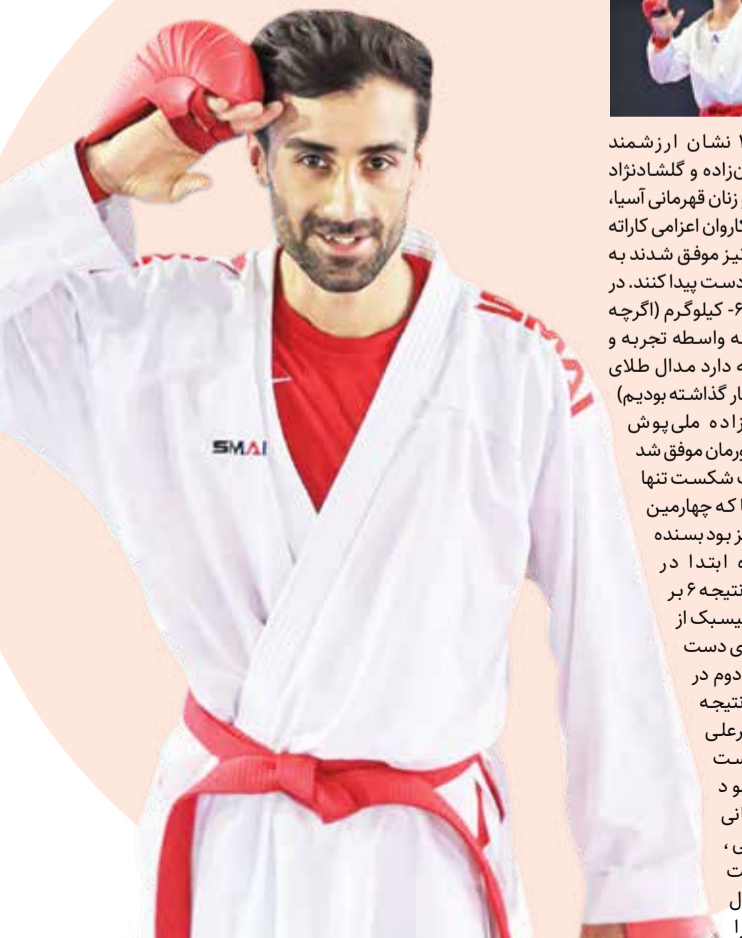 نشان ارزشمند
ن‌زاده و گلشادنژاد
زنان قهرمانی آسیا،
کاروان اعزامی کاراته
نیز موفق شدند به
دست پیدا کنند. در
۶- کیلوگرم (اگرچه
ه واسطه تجربه و
ه دارد مدال طلای
ار گذاشته بودیم)
زاده ملی‌پوش
ورمان موفق شد
شکست تنها
ا که چهارمین
ز بود بسنده
ه ابتدا در
نتیجه ۶ بر
یسبک از
ی دست
دوم در
نتیجه
رعلی
ست
ود
انی
ی،
ت
ل
را
SMAI
SMAI